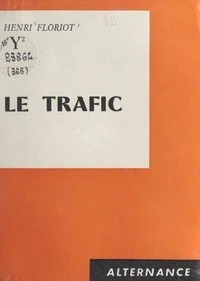 HENRI FLORIOT
Y²
83864
(365)
LE TRAFIC
ALTERNANCE